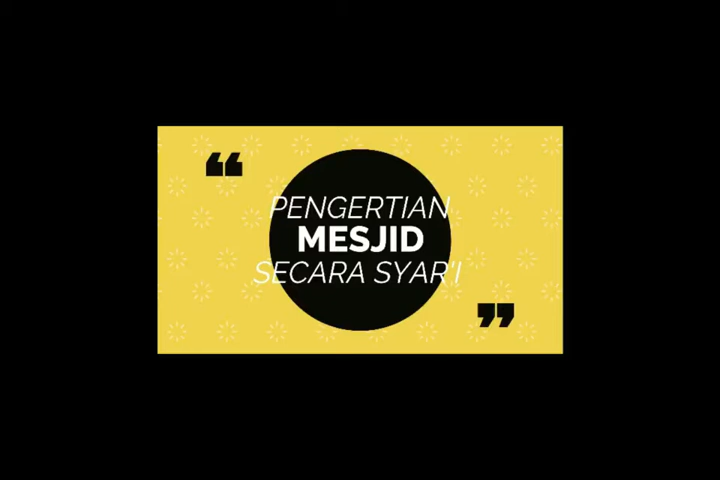 “
PENGERTIAN
MESJID
SECARA SYAR'I
”